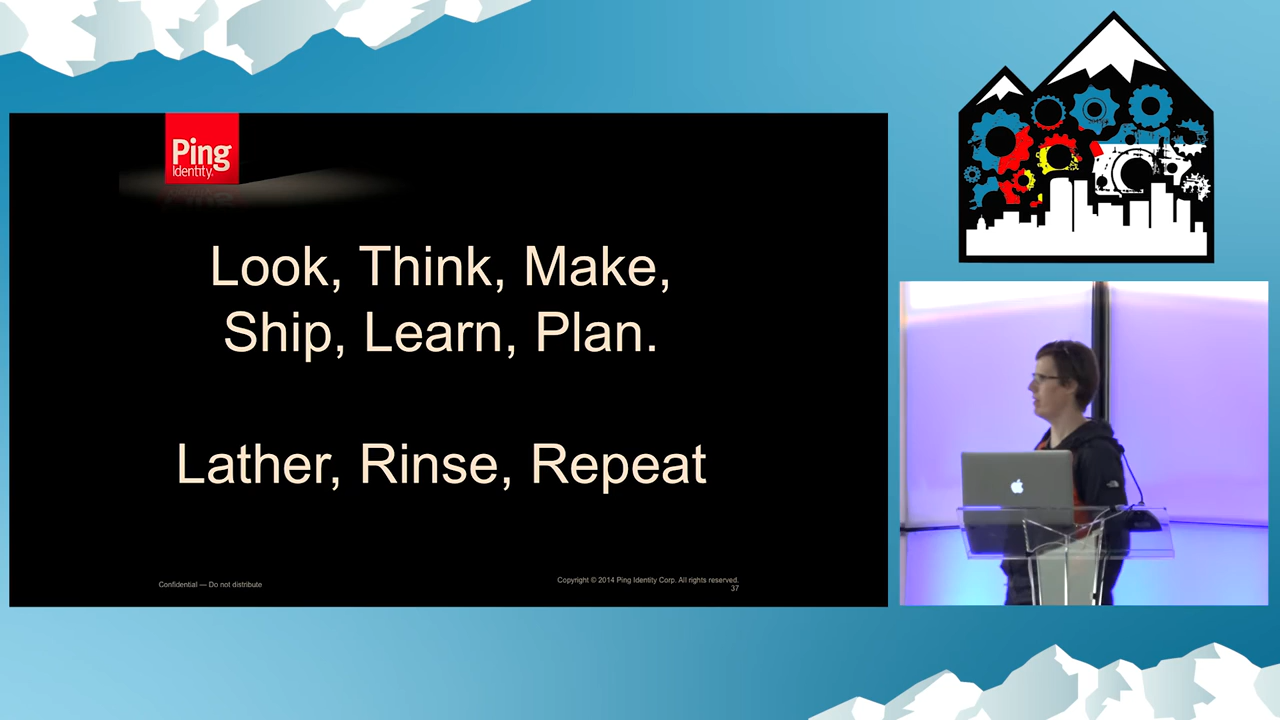 Ping
Identity.
Look, Think, Make,
Ship, Learn, Plan.
Lather, Rinse, Repeat
Confidential — Do not distribute
Copyright © 2014 Ping Identity Corp. All rights reserved.
37